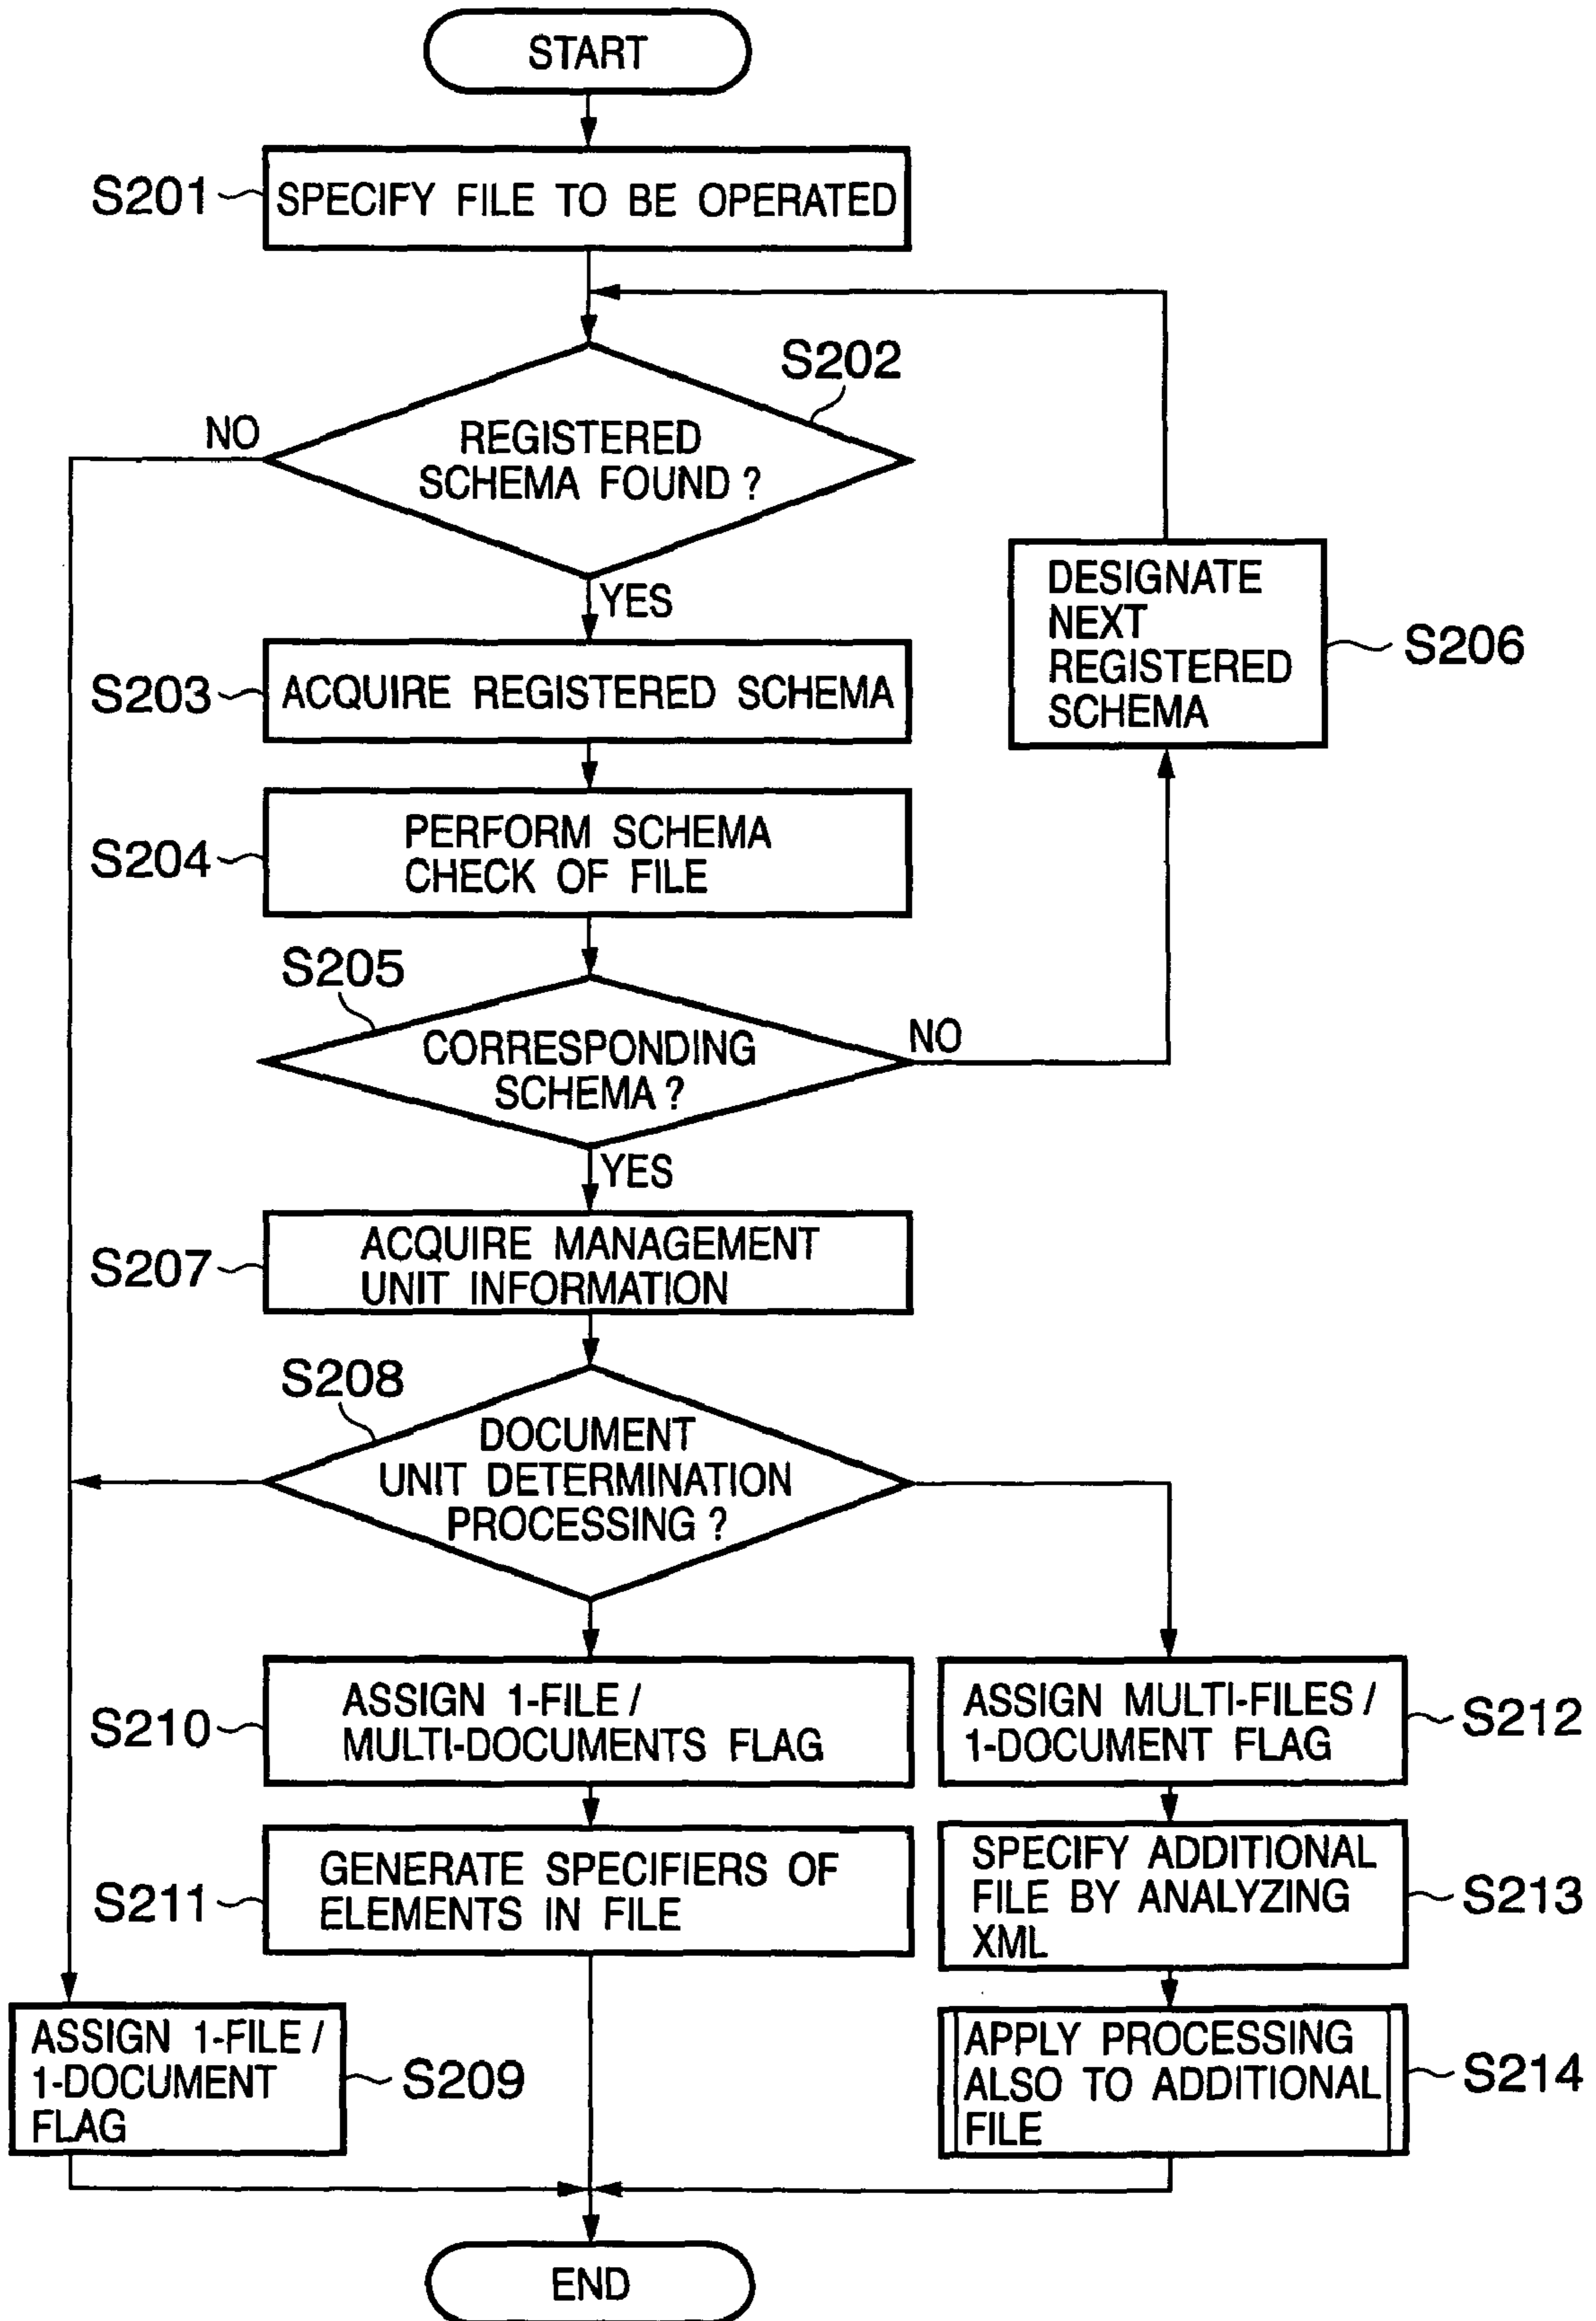 START
S201
SPECIFY FILE TO BE OPERATED
S202
NO
REGISTERED
SCHEMA FOUND ?
YES
DESIGNATE
NEXT
REGISTERED
SCHEMA
S206
S203
ACQUIRE REGISTERED SCHEMA
S204
PERFORM SCHEMA
CHECK OF FILE
S205
CORRESPONDING
SCHEMA ?
NO
YES
S207
ACQUIRE MANAGEMENT
UNIT INFORMATION
S208
DOCUMENT
UNIT DETERMINATION
PROCESSING ?
S210
ASSIGN 1-FILE /
MULTI-DOCUMENTS FLAG
ASSIGN MULTI-FILES /
1-DOCUMENT FLAG
S212
S211
GENERATE SPECIFIERS OF
ELEMENTS IN FILE
SPECIFY ADDITIONAL
FILE BY ANALYZING
XML
S213
ASSIGN 1-FILE /
1-DOCUMENT
FLAG
S209
APPLY PROCESSING
ALSO TO ADDITIONAL
FILE
S214
END